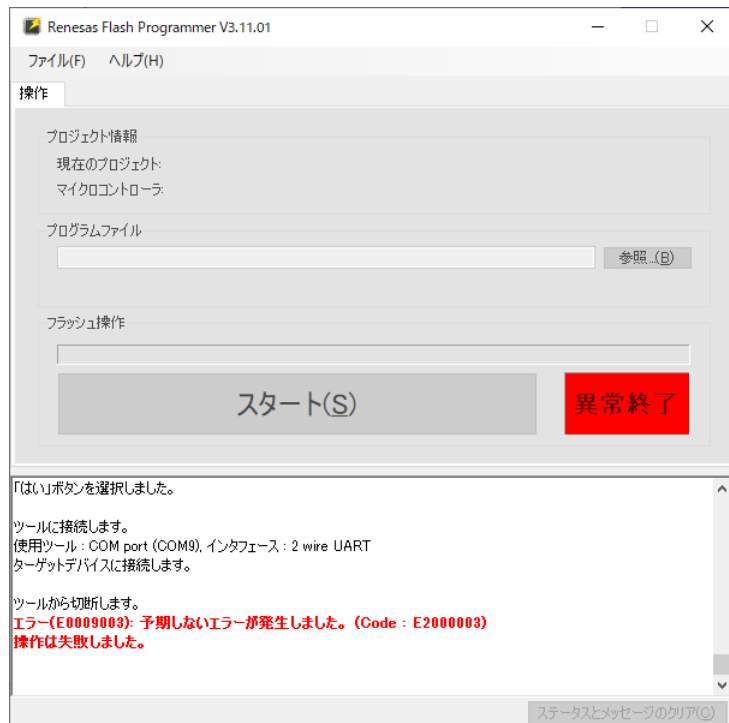 Renesas Flash Programmer V3.11.01
ファイル(F) ヘルプ(H)
操作
プロジェクト情報
現在のプロジェクト:
マイクロコントローラ:
プログラムファイル
参照...(B)
フラッシュ操作
スタート(S)
異常終了
「はい」ボタンを選択しました。
ツールに接続します。
使用ツール : COM port (COM9), インタフェース : 2 wire UART
ターゲットデバイスに接続します。
ツールから切断します。
エラー(E0009003): 予期しないエラーが発生しました。(Code : E2000003)
操作は失敗しました。
ステータスとメッセージのクリア(C)